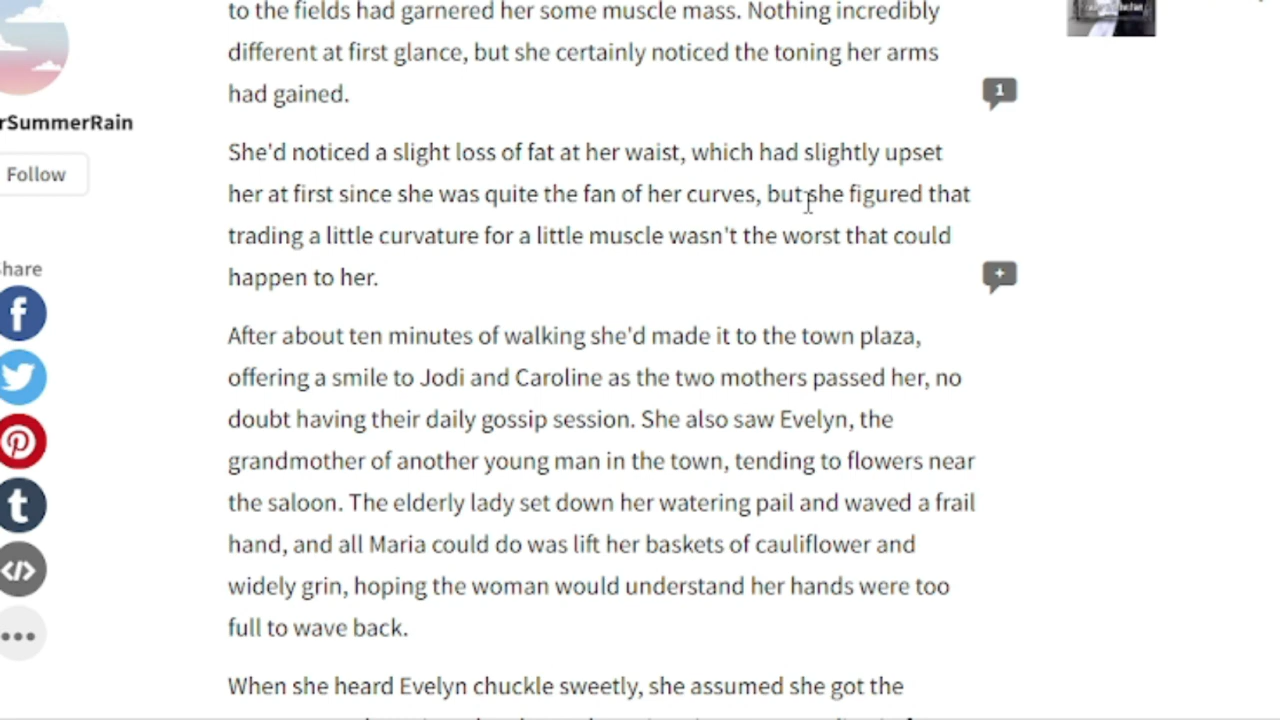 to the fields had garnered her some muscle mass. Nothing incredibly
different at first glance, but she certainly noticed the toning her arms
had gained.
1
rSummerRain
Follow
She'd noticed a slight loss of fat at her waist, which had slightly upset
her at first since she was quite the fan of her curves, but she figured that
trading a little curvature for a little muscle wasn't the worst that could
happen to her.
+
Share
After about ten minutes of walking she'd made it to the town plaza,
offering a smile to Jodi and Caroline as the two mothers passed her, no
doubt having their daily gossip session. She also saw Evelyn, the
grandmother of another young man in the town, tending to flowers near
the saloon. The elderly lady set down her watering pail and waved a frail
hand, and all Maria could do was lift her baskets of cauliflower and
widely grin, hoping the woman would understand her hands were too
full to wave back.
When she heard Evelyn chuckle sweetly, she assumed she got the